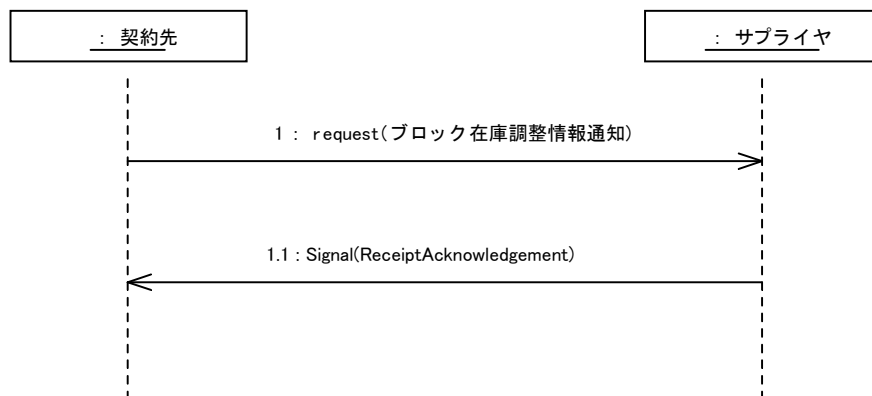 : 契約先
: サプライヤ
1 : request(ブロック在庫調整情報通知)
1.1 : Signal(ReceiptAcknowledgement)